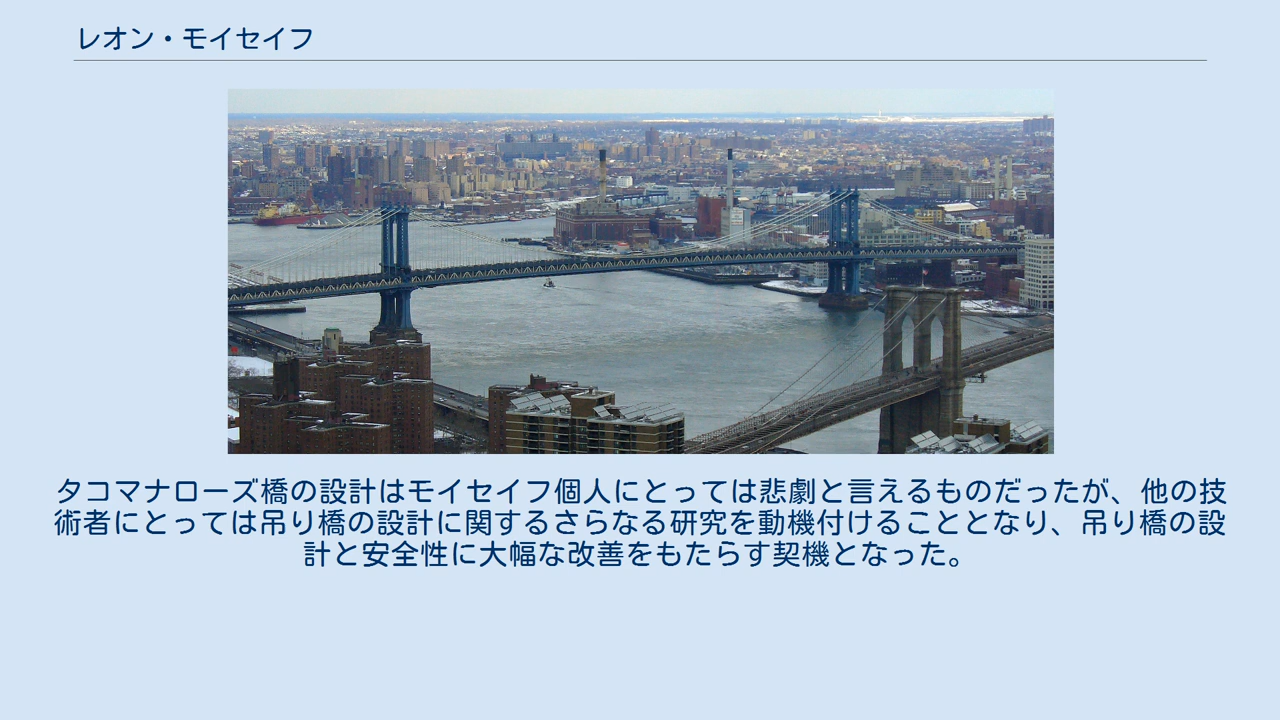 レオン・モイセイフ
タコマナローズ橋の設計はモイセイフ個人にとっては悲劇と言えるものだったが、他の技
術者にとっては吊り橋の設計に関するさらなる研究を動機付けることとなり、吊り橋の設
計と安全性に大幅な改善をもたらす契機となった。